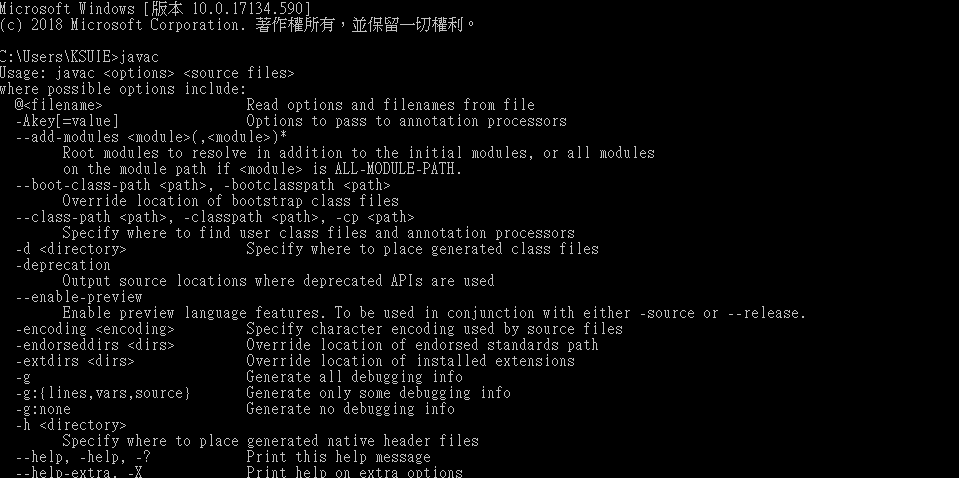 Microsoft Windows [版本 10.0.17134.590]
(c) 2018 Microsoft Corporation. 著作權所有，並保留一切權利。
C:\Users\KSUIE>javac
Usage: javac <options> <source files>
where possible options include:
  @<filename>                  Read options and filenames from file
  -Akey[=value]                Options to pass to annotation processors
  --add-modules <module>(,<module>)*
        Root modules to resolve in addition to the initial modules, or all modules
        on the module path if <module> is ALL-MODULE-PATH.
  --boot-class-path <path>, -bootclasspath <path>
        Override location of bootstrap class files
  --class-path <path>, -classpath <path>, -cp <path>
        Specify where to find user class files and annotation processors
  -d <directory>               Specify where to place generated class files
  -deprecation
        Output source locations where deprecated APIs are used
  --enable-preview
        Enable preview language features. To be used in conjunction with either -source or --release.
  -encoding <encoding>         Specify character encoding used by source files
  -endorseddirs <dirs>         Override location of endorsed standards path
  -extdirs <dirs>              Override location of installed extensions
  -g                           Generate all debugging info
  -g:{lines,vars,source}       Generate only some debugging info
  -g:none                      Generate no debugging info
  -h <directory>
        Specify where to place generated native header files
  --help, -help, -?            Print this help message
  --help-extra, -X             Print help on extra options